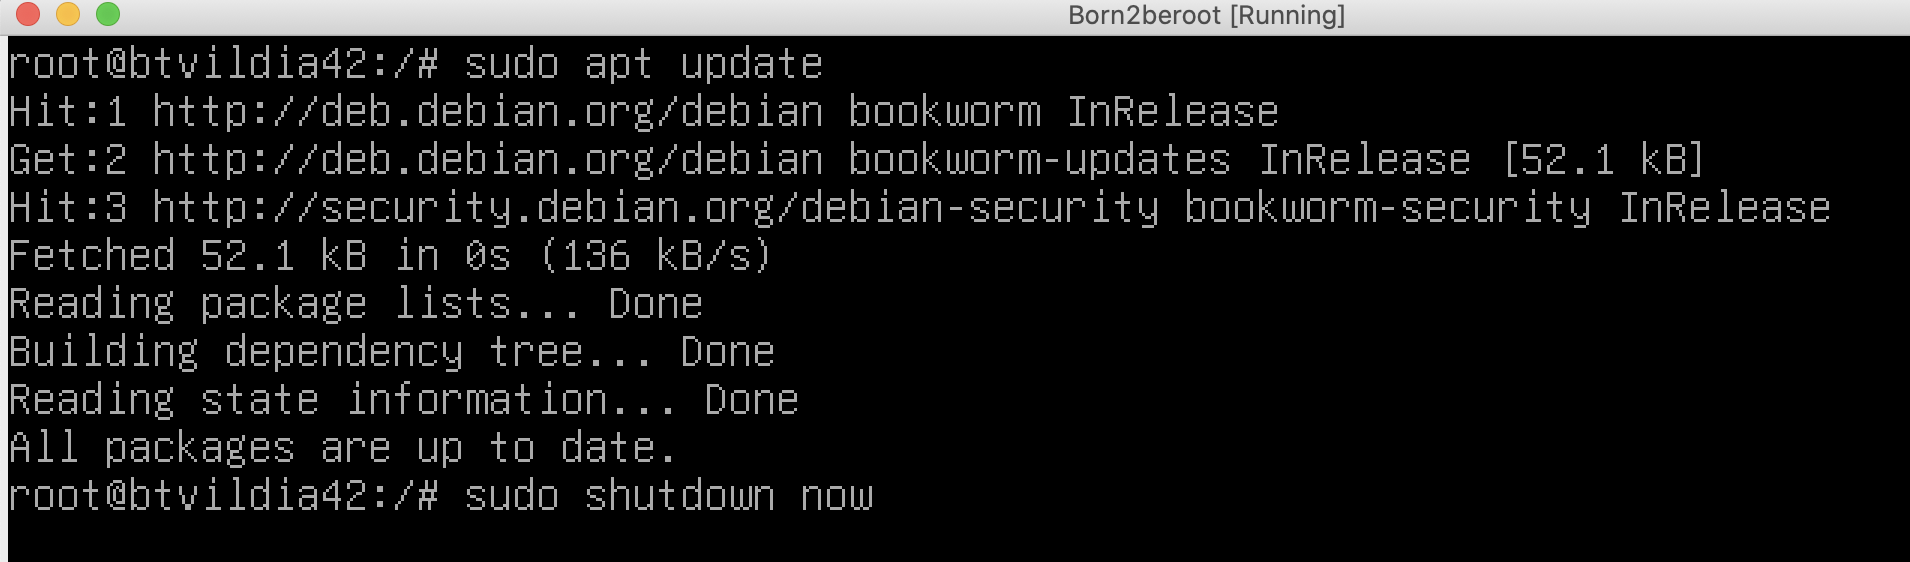 Born2beroot [Running]
root@btvildia42:/# sudo apt update
Hit:1 http://deb.debian.org/debian bookworm InRelease
Get:2 http://deb.debian.org/debian bookworm-updates InRelease [52.1 kB]
Hit:3 http://security.debian.org/debian-security bookworm-security InRelease
Fetched 52.1 kB in 0s (136 kB/s)
Reading package lists... Done
Building dependency tree... Done
Reading state information... Done
All packages are up to date.
root@btvildia42:/# sudo shutdown now